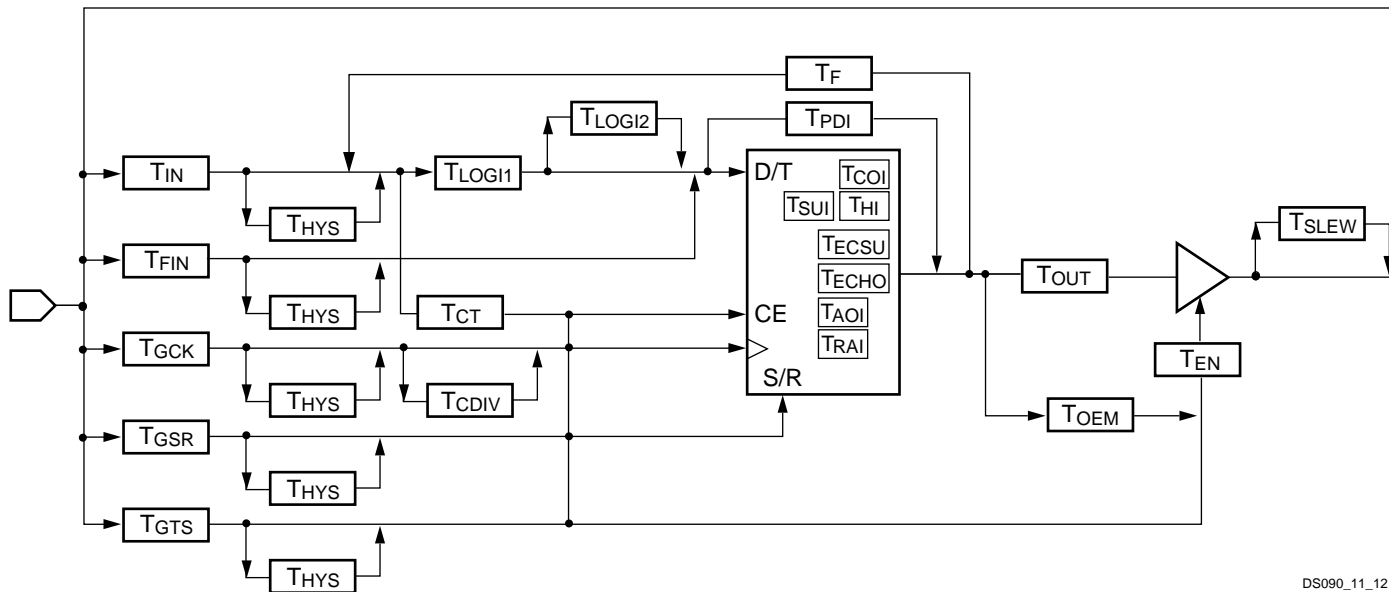 TF
TLOGI2
TPDI
TIN
TLOGI1
D/T
TCOI
TSUI
THI
THYS
TSLEW
TFIN
TECSU
TECHO
TOUT
THYS
TCT
CE
TAOI
TRAI
TGCK
TEN
S/R
THYS
TCDIV
TOEM
TGSR
THYS
TGTS
THYS
DS090_11_12